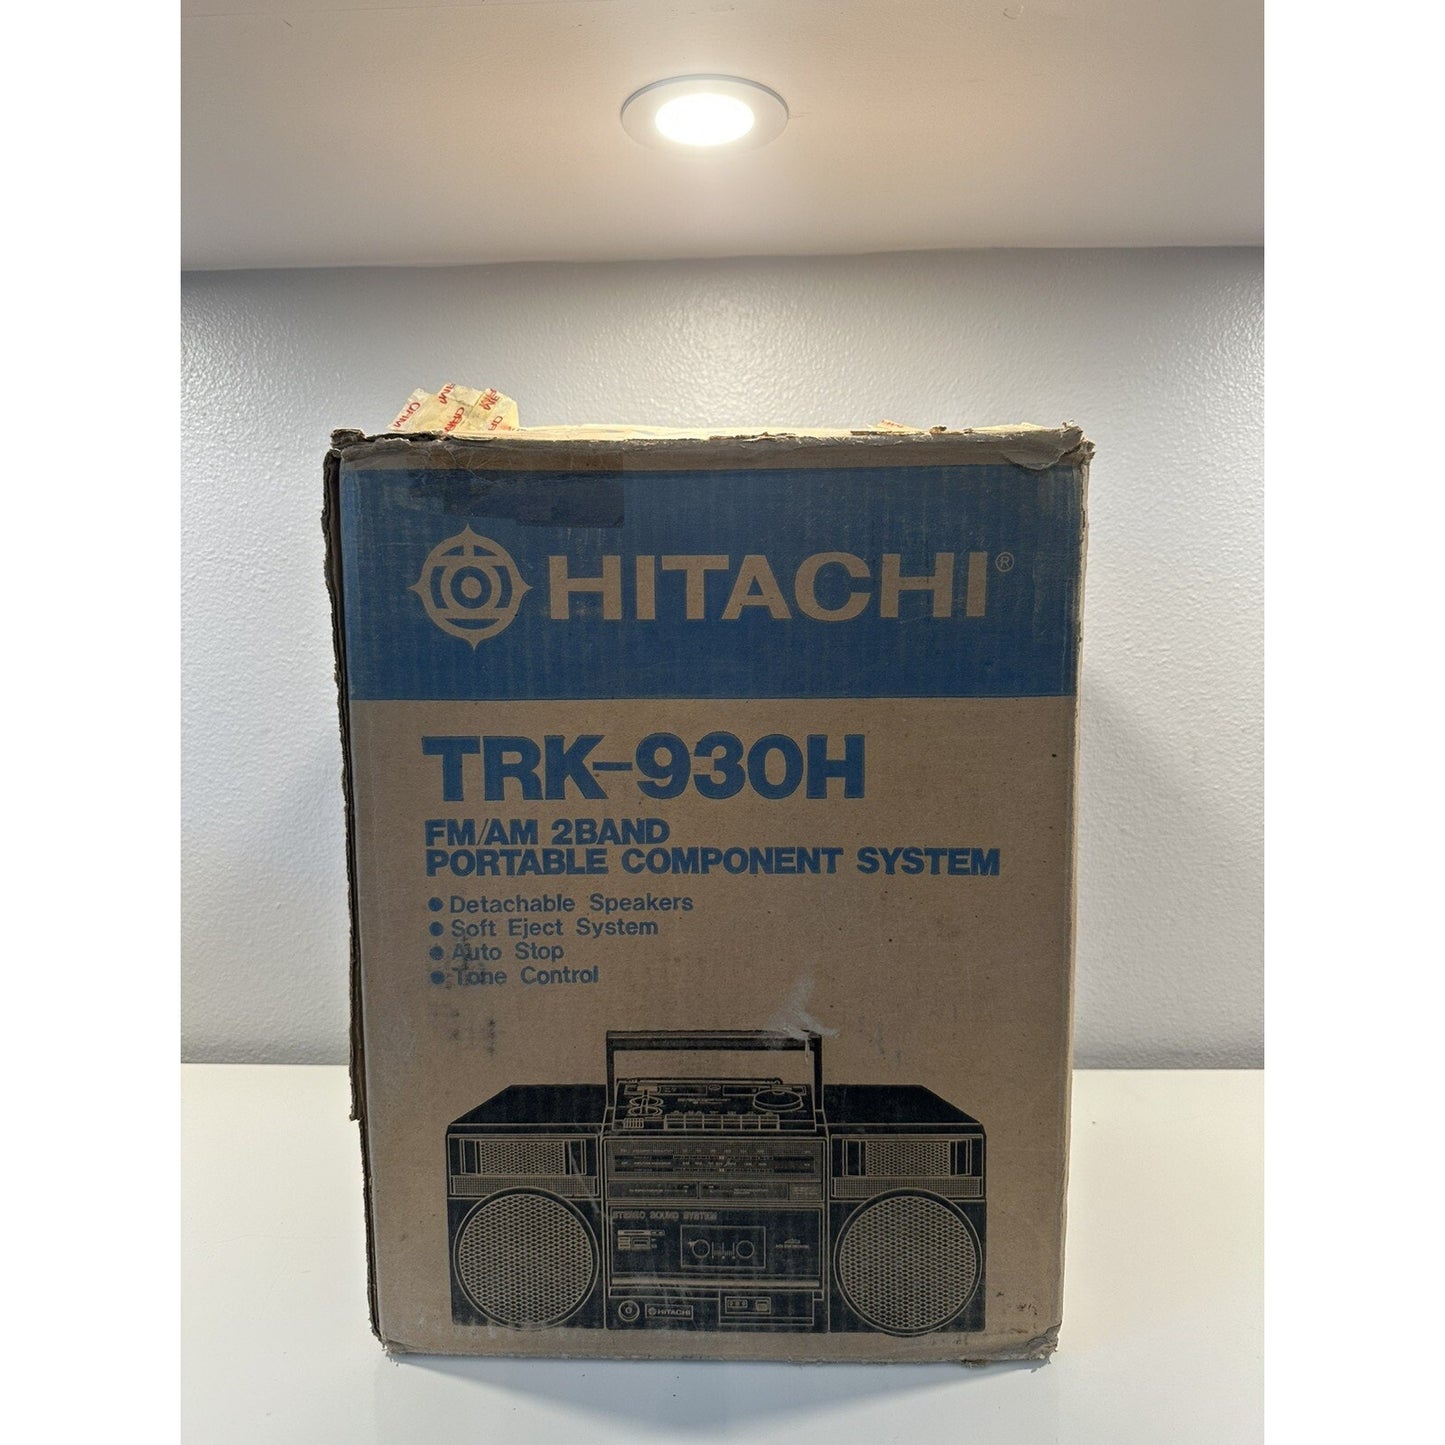 HITACHI®
TRK-930H
FM/AM 2BAND
PORTABLE COMPONENT SYSTEM
● Detachable Speakers
● Soft Eject System
● Auto Stop
● Tone Control
STEREO SOUND SYSTEM
HITACHI